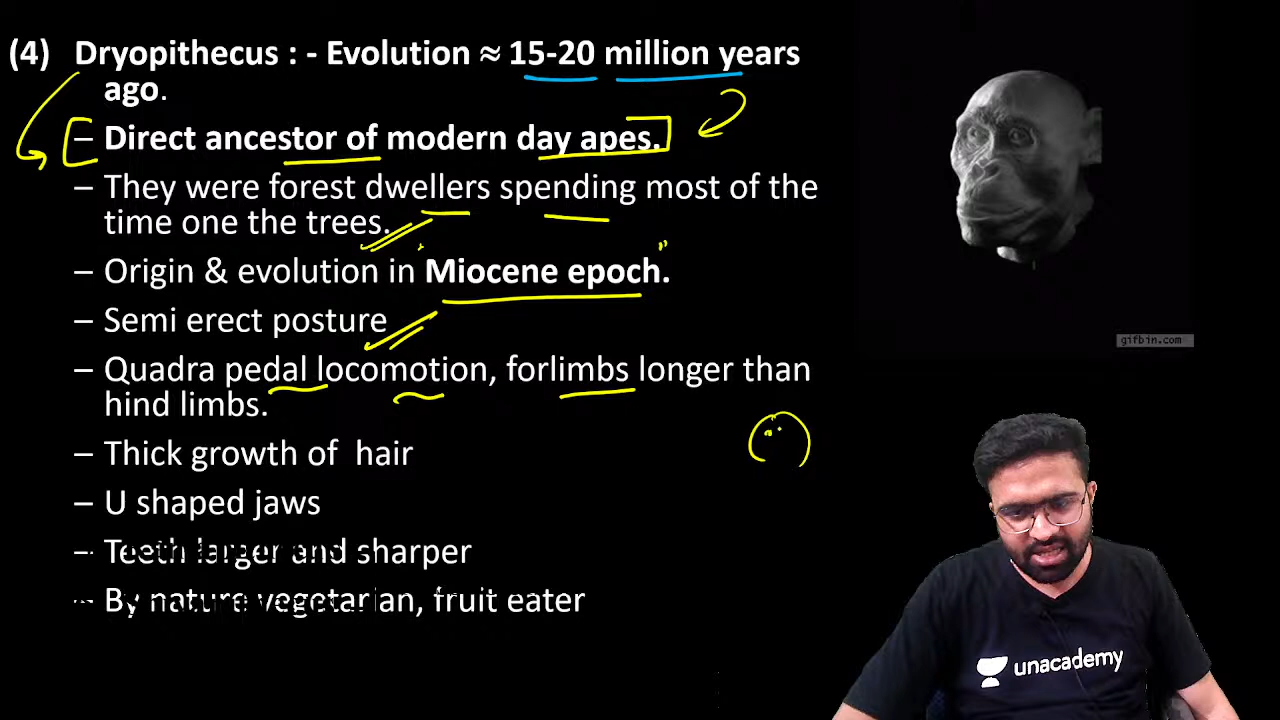 (4) Dryopithecus : - Evolution ≈ 15-20 million years
ago.
– Direct ancestor of modern day apes.
– They were forest dwellers spending most of the
time one the trees.
– Origin & evolution in "Miocene epoch".
– Semi erect posture
– Quadra pedal locomotion, forlimbs longer than
hind limbs.
– Thick growth of hair
– U shaped jaws
– Teeth larger and sharper
– By nature vegetarian, fruit eater
gifbin.com
unacademy